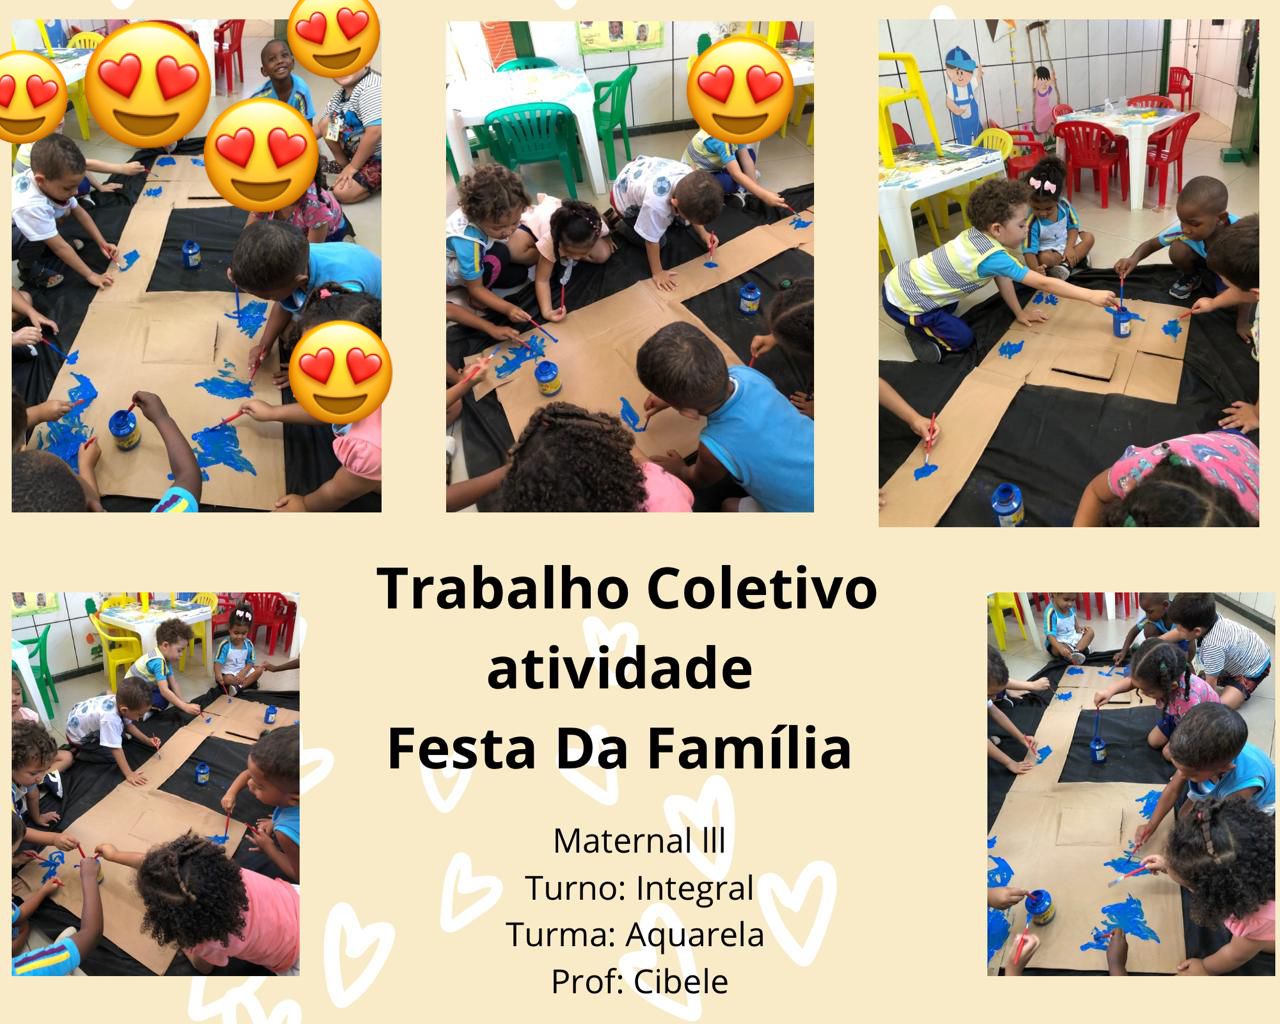 Trabalho Coletivo
atividade
Festa Da Família
Maternal lll
Turno: Integral
Turma: Aquarela
Prof: Cibele